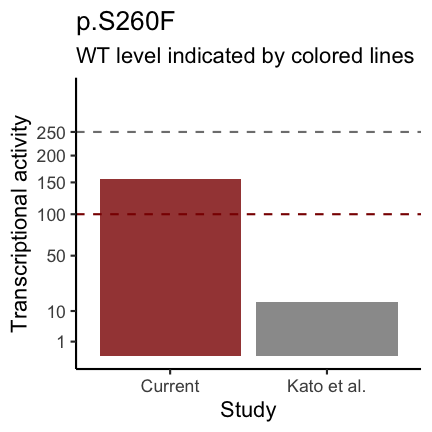 p.S260F
WT level indicated by colored lines
Transcriptional activity
250
200
150
100
50
10
1
Current
Kato et al.
Study